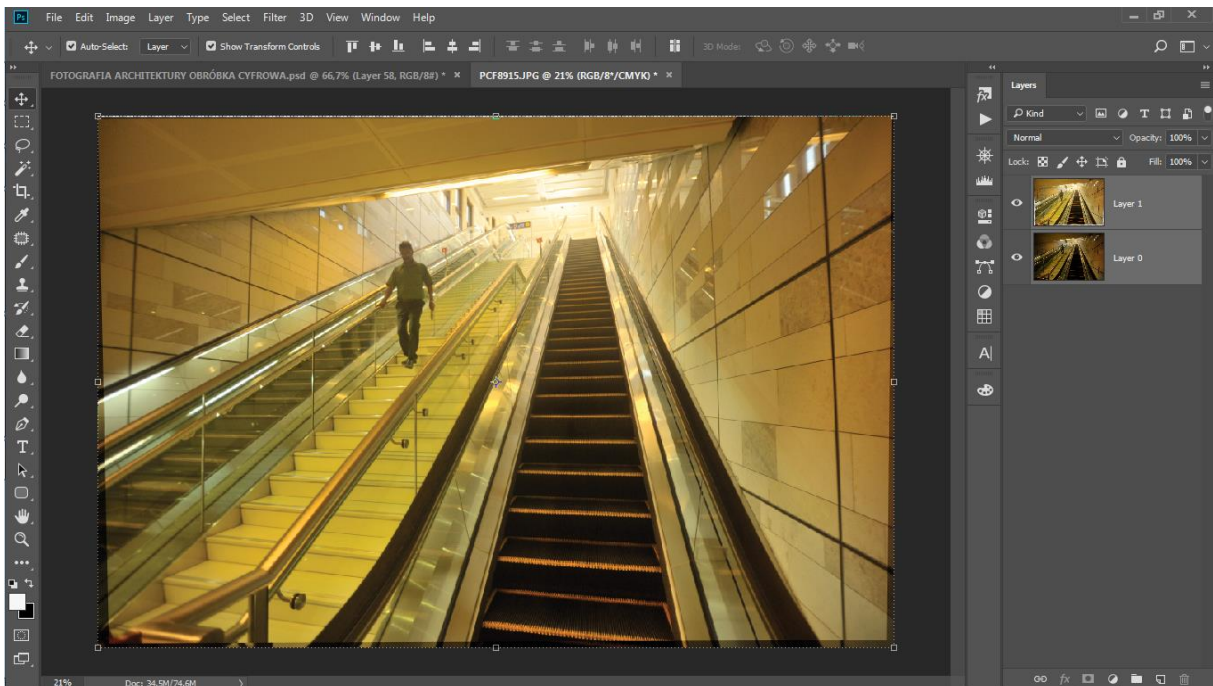 Ps File Edit Image Layer Type Select Filter 3D View Window Help
Auto-Select: Layer Show Transform Controls 3D Mode:
FOTOGRAFIA ARCHITEKTURY OBRÓBKA CYFROWA.psd @ 66,7% (Layer 58, RGB/8#) * × PCF8915.JPG @ 21% (RGB/8*/CMYK) * ×
Layers
Kind
Normal Opacity: 100%
Lock: Fill: 100%
Layer 1
Layer 0
21% Doc: 34,5M/74,6M